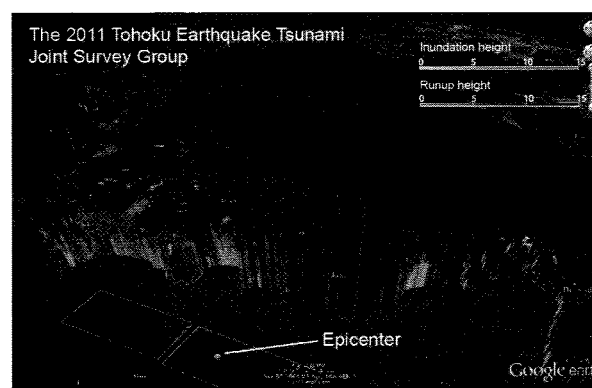 The 2011 Tohoku Earthquake Tsunami
Joint Survey Group
Inundation height
0 5 10 15
Runup height
0 5 10 15
Epicenter
Google earth